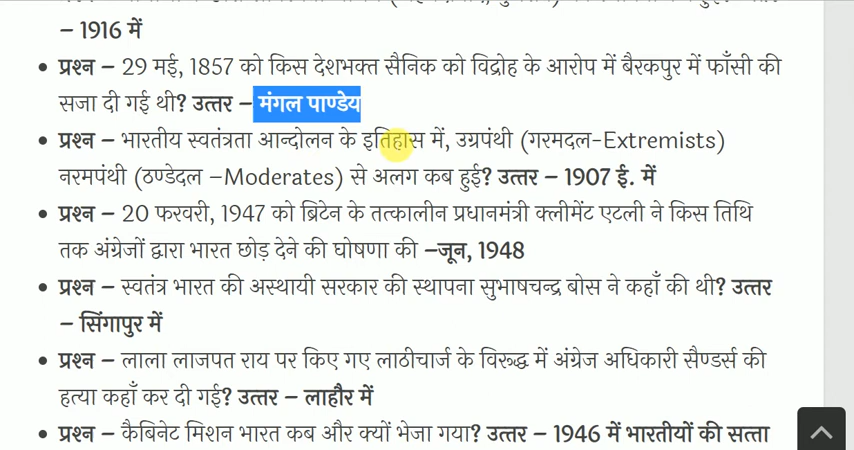 – 1916 में
• प्रश्न – 29 मई, 1857 को किस देशभक्त सैनिक को विद्रोह के आरोप में बैरकपुर में फाँसी की
सजा दी गई थी? उत्तर – मंगल पाण्डेय
• प्रश्न – भारतीय स्वतंत्रता आन्दोलन के इतिहास में, उग्रपंथी (गरमदल-Extremists)
नरमपंथी (ठण्डेदल –Moderates) से अलग कब हुई? उत्तर – 1907 ई. में
• प्रश्न – 20 फरवरी, 1947 को ब्रिटेन के तत्कालीन प्रधानमंत्री क्लीमेंट एटली ने किस तिथि
तक अंग्रेजों द्वारा भारत छोड़ देने की घोषणा की –जून, 1948
• प्रश्न – स्वतंत्र भारत की अस्थायी सरकार की स्थापना सुभाषचन्द्र बोस ने कहाँ की थी? उत्तर
– सिंगापुर में
• प्रश्न – लाला लाजपत राय पर किए गए लाठीचार्ज के विरूद्ध में अंग्रेज अधिकारी सैण्डर्स की
हत्या कहाँ कर दी गई? उत्तर – लाहौर में
• प्रश्न – कैबिनेट मिशन भारत कब और क्यों भेजा गया? उत्तर – 1946 में भारतीयों की सत्ता